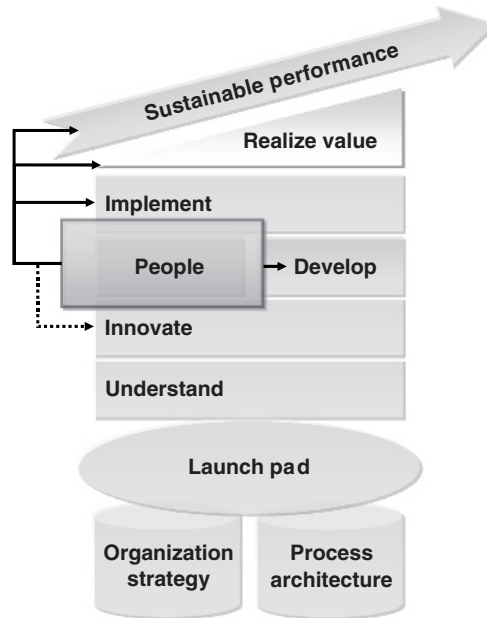 Sustainable performance
Realize value
Implement
People
Develop
Innovate
Understand
Launch pad
Organization
strategy
Process
architecture